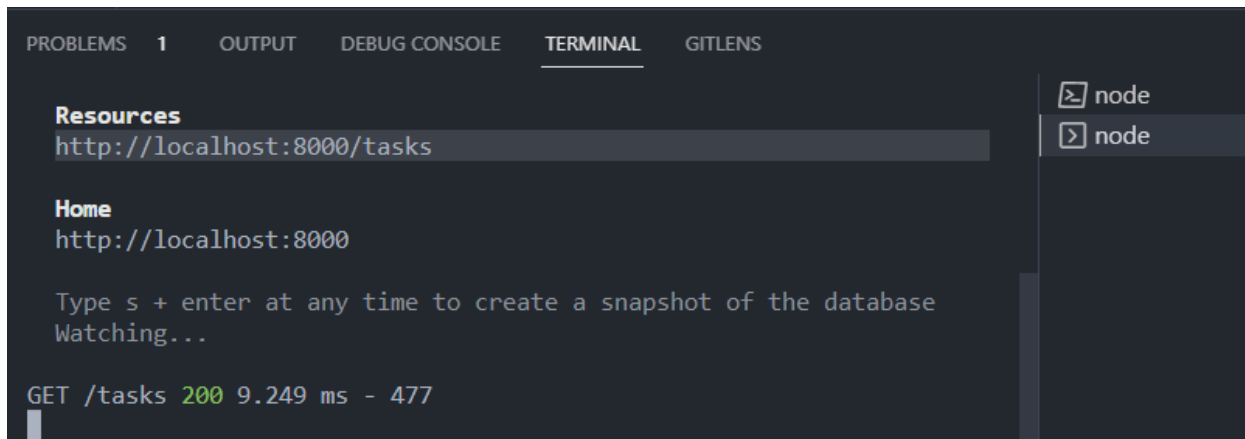 PROBLEMS 1 OUTPUT DEBUG CONSOLE TERMINAL GITLENS
node
node
Resources
http://localhost:8000/tasks
Home
http://localhost:8000
Type s + enter at any time to create a snapshot of the database
Watching...
GET /tasks 200 9.249 ms - 477